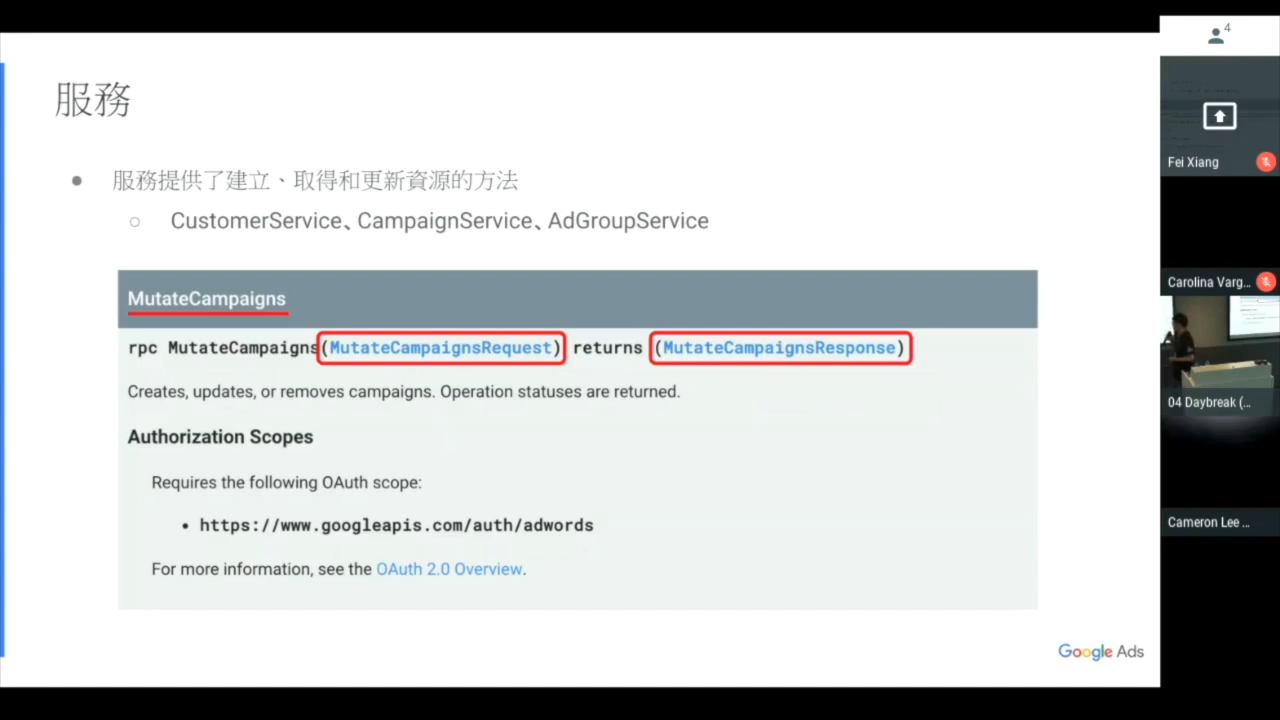 服務
服務提供了建立、取得和更新資源的方法
CustomerService、CampaignService、AdGroupService
MutateCampaigns
rpc MutateCampaigns(MutateCampaignsRequest) returns (MutateCampaignsResponse)
Creates, updates, or removes campaigns. Operation statuses are returned.
Authorization Scopes
Requires the following OAuth scope:
• https://www.googleapis.com/auth/adwords
For more information, see the OAuth 2.0 Overview.
Google Ads
4
Fei Xiang
Carolina Varg...
04 Daybreak (...
Cameron Lee ...